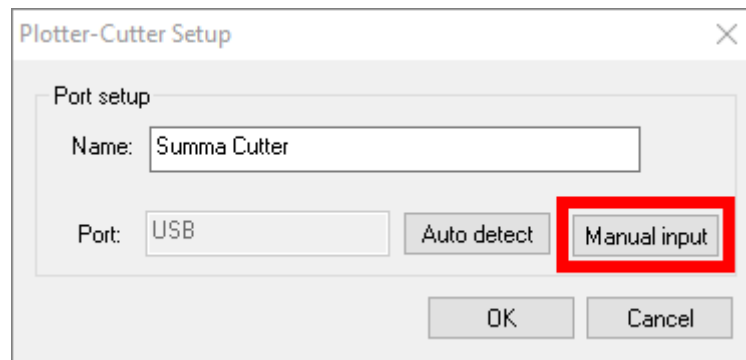 Plotter-Cutter Setup
Port setup
Name: Summa Cutter
Port: USB Auto detect Manual input
OK Cancel